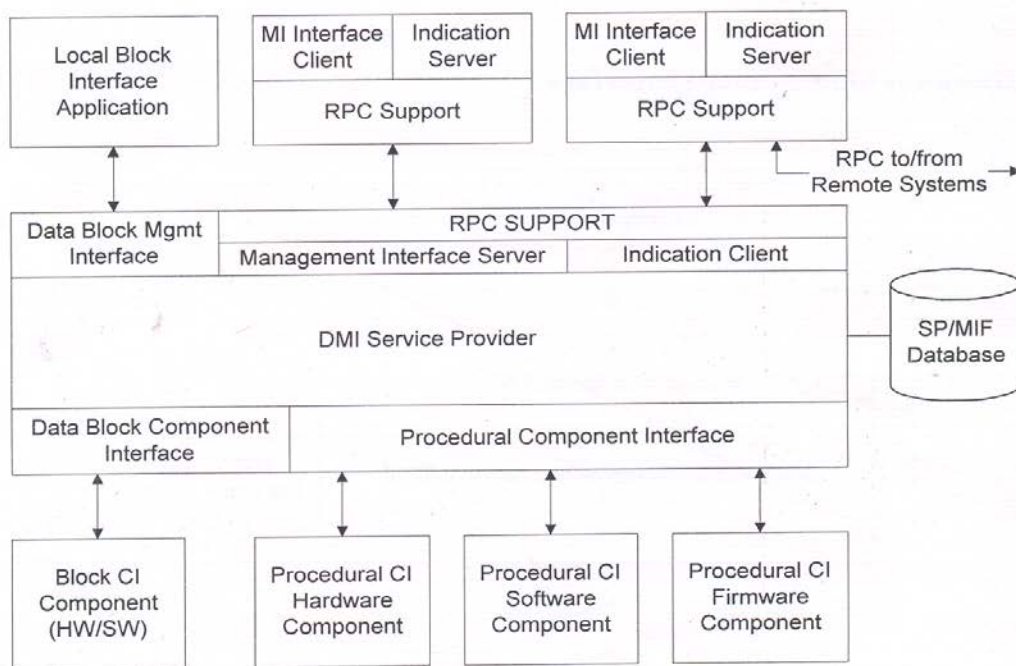 Local Block
Interface
Application
MI Interface
Client
Indication
Server
RPC Support
MI Interface
Client
Indication
Server
RPC Support
RPC to/from
Remote Systems
Data Block Mgmt
Interface
RPC SUPPORT
Management Interface Server
Indication Client
DMI Service Provider
SP/MIF
Database
Data Block Component
Interface
Procedural Component Interface
Block CI
Component
(HW/SW)
Procedural CI
Hardware
Component
Procedural CI
Software
Component
Procedural CI
Firmware
Component